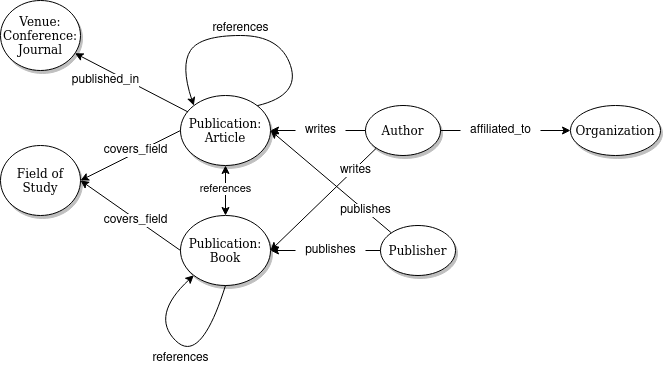 Venue:
Conference:
Journal
references
published_in
Publication:
Article
writes
Author
affiliated_to
Organization
covers_field
Field of
Study
writes
references
publishes
covers_field
Publication:
Book
publishes
Publisher
references